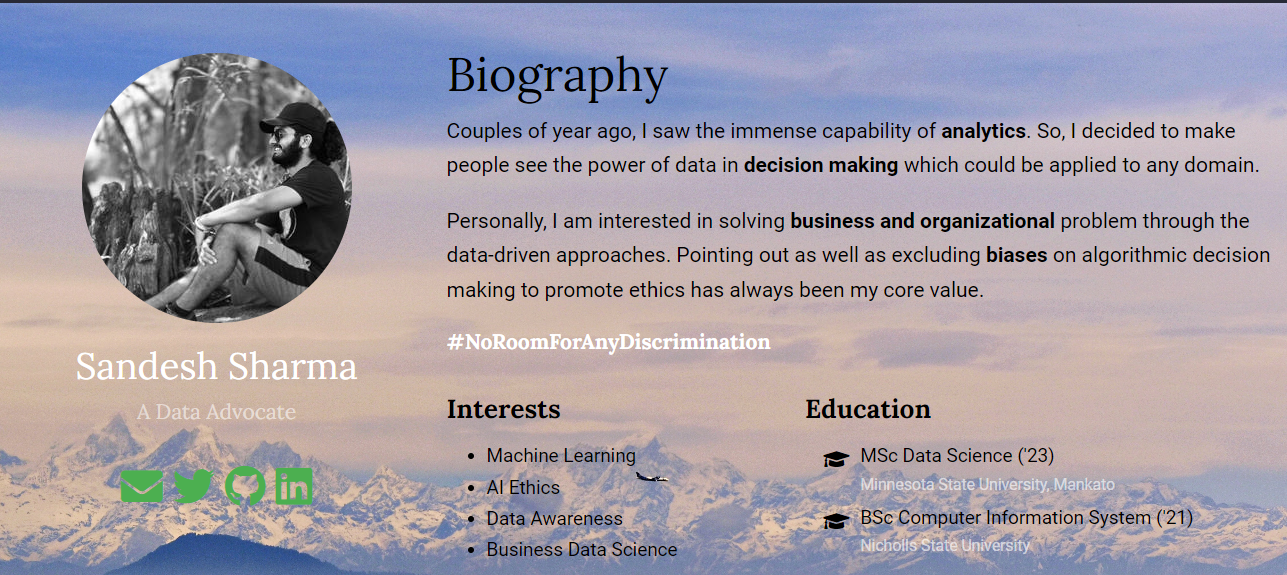 Biography
Couples of year ago, I saw the immense capability of analytics. So, I decided to make
people see the power of data in decision making which could be applied to any domain.
Personally, I am interested in solving business and organizational problem through the
data-driven approaches. Pointing out as well as excluding biases on algorithmic decision
making to promote ethics has always been my core value.
#NoRoomForAnyDiscrimination
Sandesh Sharma
A Data Advocate
in
Interests
Machine Learning
AI Ethics
Data Awareness
Business Data Science
Education
MSc Data Science ('23)
Minnesota State University, Mankato
BSc Computer Information System ('21)
Nicholls State University